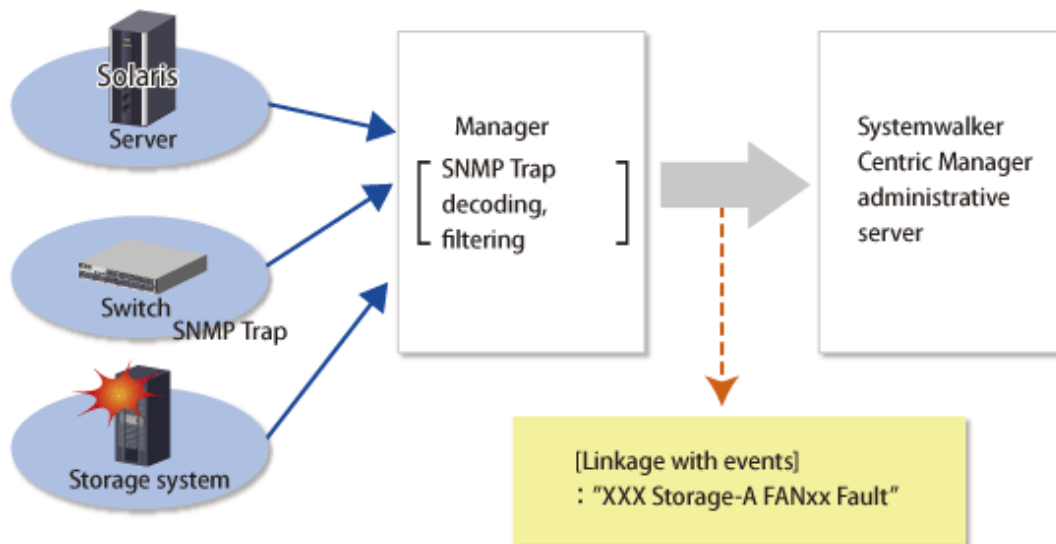 Solaris
Server
Switch
SNMP Trap
Storage system
Manager
SNMP Trap
decoding,
filtering
Systemwalker
Centric Manager
administrative
server
[Linkage with events]
: "XXX Storage-A FANxx Fault"